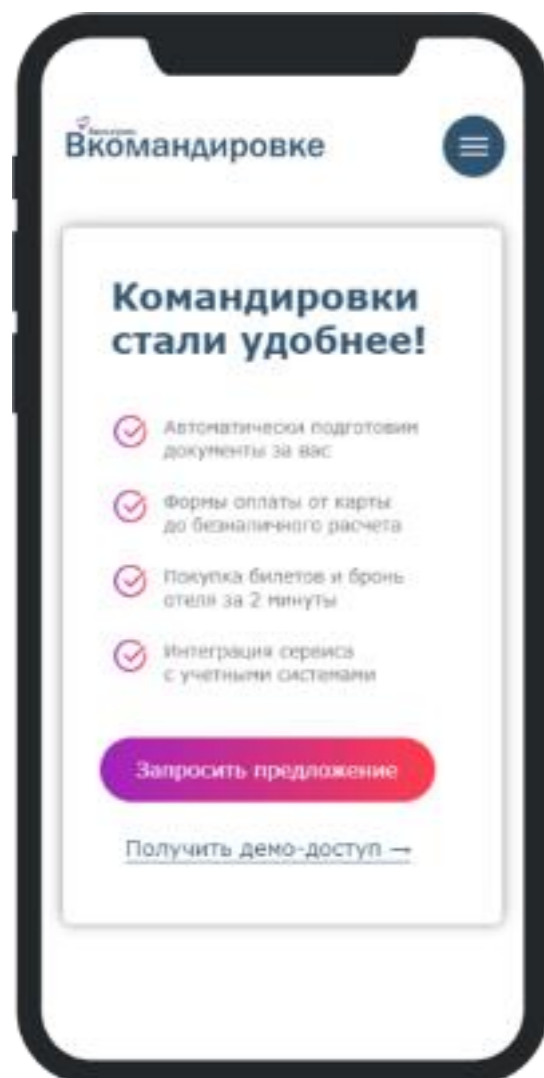 Вкомандировке
Командировки
стали удобнее!
Автоматически подготовим
документы за вас
Формы оплаты от карты
до безналичного расчета
Покупка билетов и бронь
отеля за 2 минуты
Интеграция сервиса
с учетными системами
Запросить предложение
Получить демо-доступ →